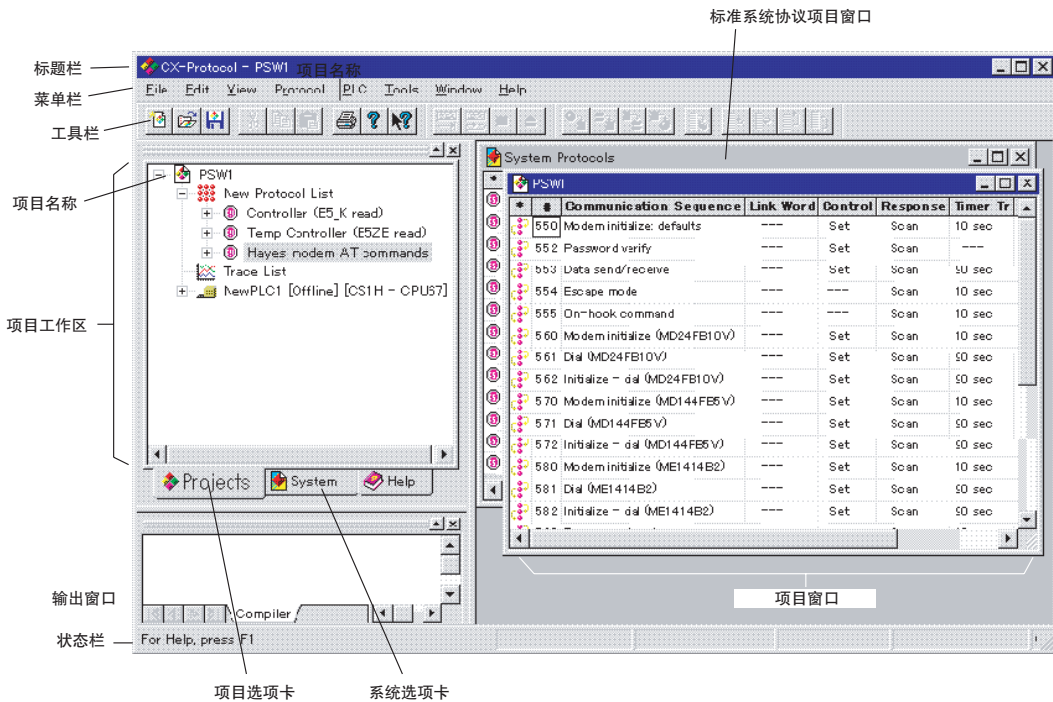 标准系统协议项目窗口
标题栏
CX-Protocol - PSW1 项目名称
菜单栏
File Edit View Protocol PLC Tools Window Help
工具栏
System Protocols
PSW1
项目名称
New Protocol List
Controller (E5_K read)
Temp Controller (E5ZE read)
Hayes modem AT commands
Trace List
NewPLC1 [Offline] [CS1H - CPU67]
项目工作区
Projects System Help
PSW1
* # Communication Sequence Link Word Control Response Timer Tr
550 Modem initialize: defaults --- Set Scan 10 sec
552 Password verify --- Set Scan ---
553 Data send/receive --- Set Scan 90 sec
554 Escape mode --- --- Scan 10 sec
555 On-hook command --- --- Scan 10 sec
560 Modem initialize (MD24FB10V) --- Set Scan 10 sec
561 Dial (MD24FB10V) --- Set Scan 90 sec
562 Initialize - dial (MD24FB10V) --- Set Scan 90 sec
570 Modem initialize (MD144FB5V) --- Set Scan 10 sec
571 Dial (MD144FB5V) --- Set Scan 90 sec
572 Initialize - dial (MD144FB5V) --- Set Scan 90 sec
580 Modem initialize (ME1414B2) --- Set Scan 10 sec
581 Dial (ME1414B2) --- Set Scan 90 sec
582 Initialize - dial (ME1414B2) --- Set Scan 90 sec
项目窗口
输出窗口
Compiler
状态栏
For Help, press F1
项目选项卡
系统选项卡